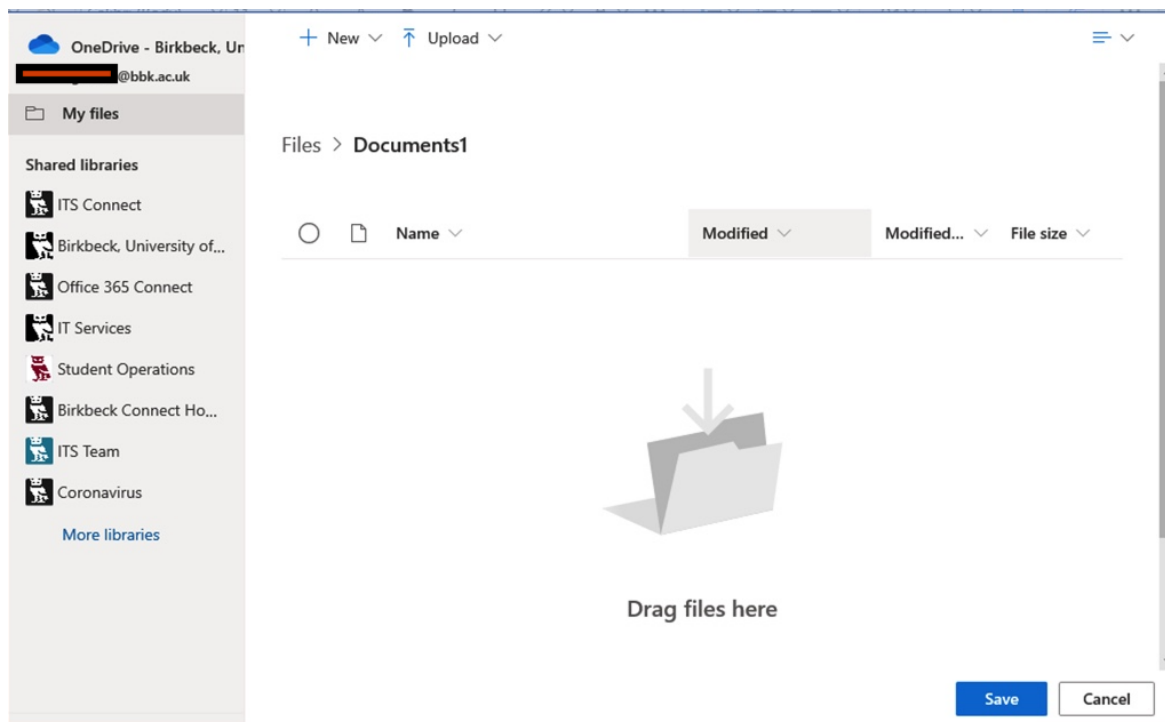 OneDrive - Birkbeck, Un
@bbk.ac.uk
My files
Shared libraries
ITS Connect
Birkbeck, University of...
Office 365 Connect
IT Services
Student Operations
Birkbeck Connect Ho...
ITS Team
Coronavirus
More libraries
New Upload
Files > Documents1
Name Modified Modified... File size
Drag files here
Save Cancel